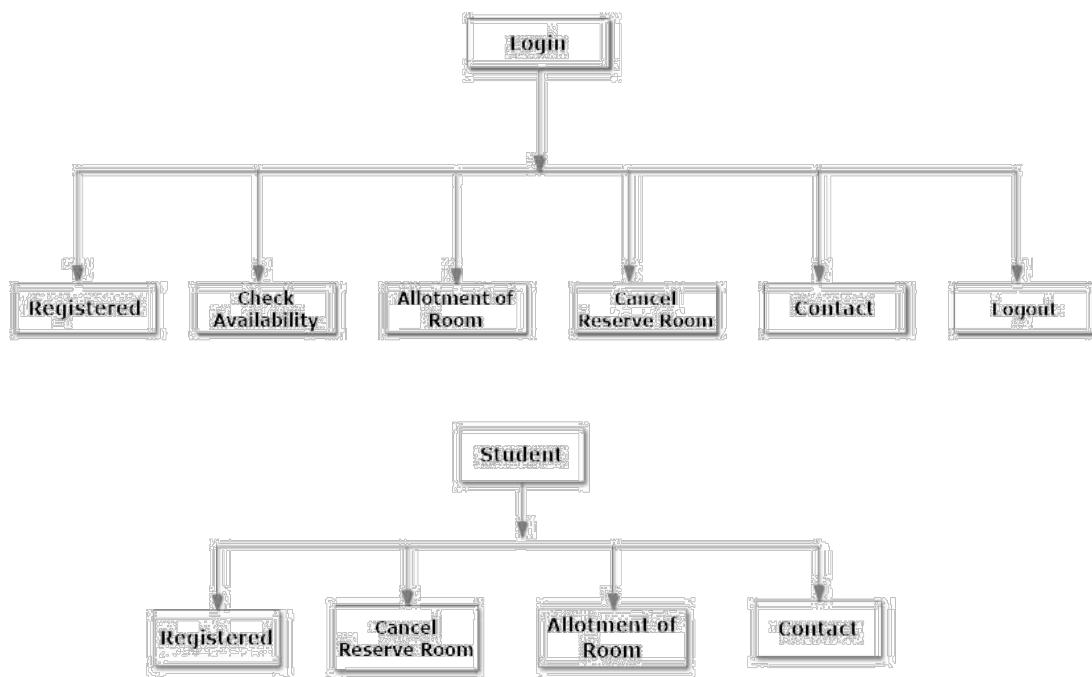 Login
Registered
Check
Availability
Allotment of
Room
Cancel
Reserve Room
Contact
Logout
Student
Registered
Cancel
Reserve Room
Allotment of
Room
Contact